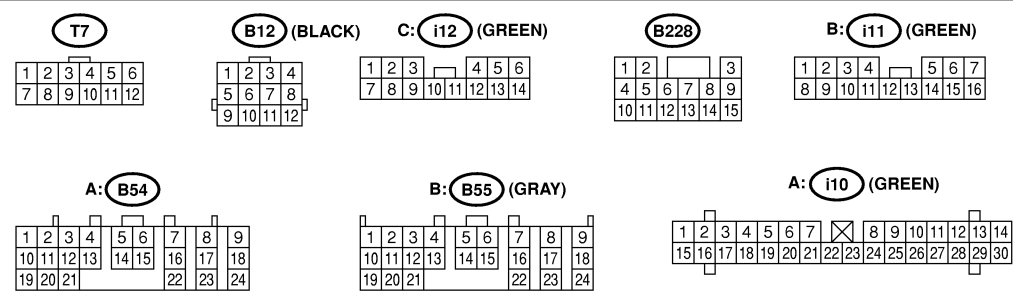 T7
1 2 3 4 5 6
7 8 9 10 11 12
B12 (BLACK)
1 2 3 4
5 6 7 8
9 10 11 12
C: i12 (GREEN)
1 2 3 4 5 6
7 8 9 10 11 12 13 14
B228
1 2 3
4 5 6 7 8 9
10 11 12 13 14 15
B: i11 (GREEN)
1 2 3 4 5 6 7
8 9 10 11 12 13 14 15 16
A: B54
1 2 3 4 5 6 7 8 9
10 11 12 13 14 15 16 17 18
19 20 21 22 23 24
B: B55 (GRAY)
1 2 3 4 5 6 7 8 9
10 11 12 13 14 15 16 17 18
19 20 21 22 23 24
A: i10 (GREEN)
1 2 3 4 5 6 7 8 9 10 11 12 13 14
15 16 17 18 19 20 21 22 23 24 25 26 27 28 29 30